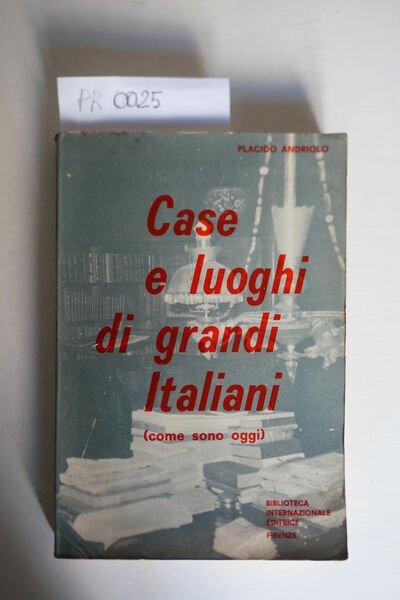 PR 0025
PLACIDO ANDRIOLO
Case
e luoghi
di grandi
Italiani
(come sono oggi)
BIBLIOTECA
INTERNAZIONALE
EDITRICE
FIRENZE